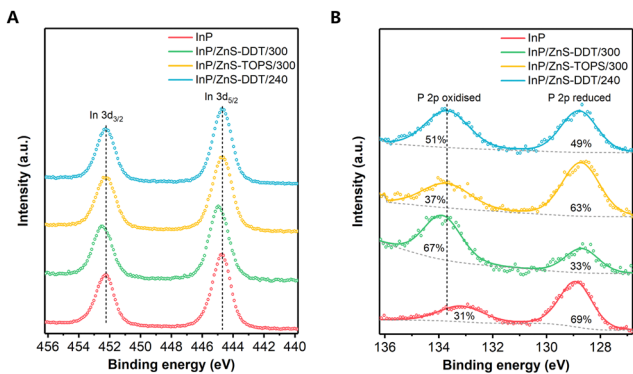 A
InP
InP/ZnS-DDT/300
InP/ZnS-TOPS/300
InP/ZnS-DDT/240
In 3d3/2
In 3d5/2
Intensity (a.u.)
456 454 452 450 448 446 444 442 440
Binding energy (eV)
B
InP
InP/ZnS-DDT/300
InP/ZnS-TOPS/300
InP/ZnS-DDT/240
P 2p oxidised
P 2p reduced
51%
49%
37%
63%
67%
33%
31%
69%
Intensity (a.u.)
136 134 132 130 128
Binding energy (eV)